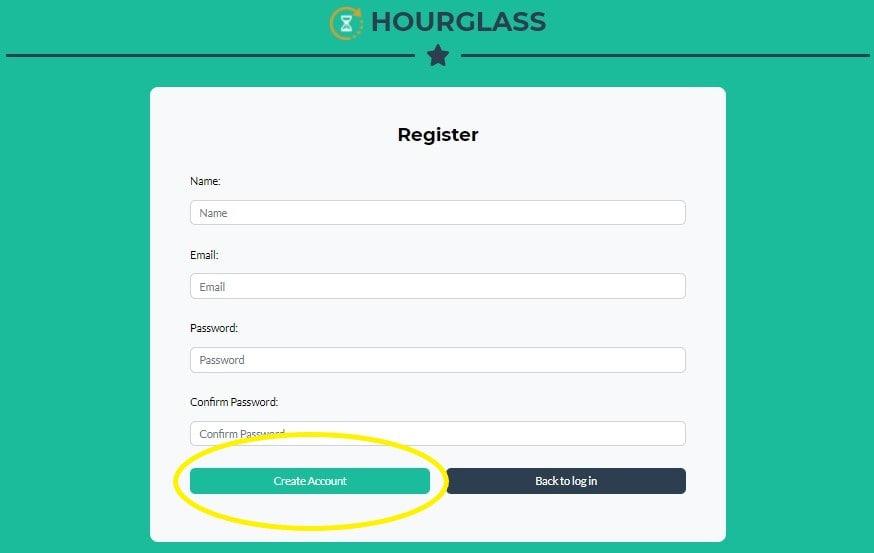 HOURGLASS
Register
Name:
Name
Email:
Email
Password:
Password
Confirm Password:
Confirm Password
Create Account Back to log in